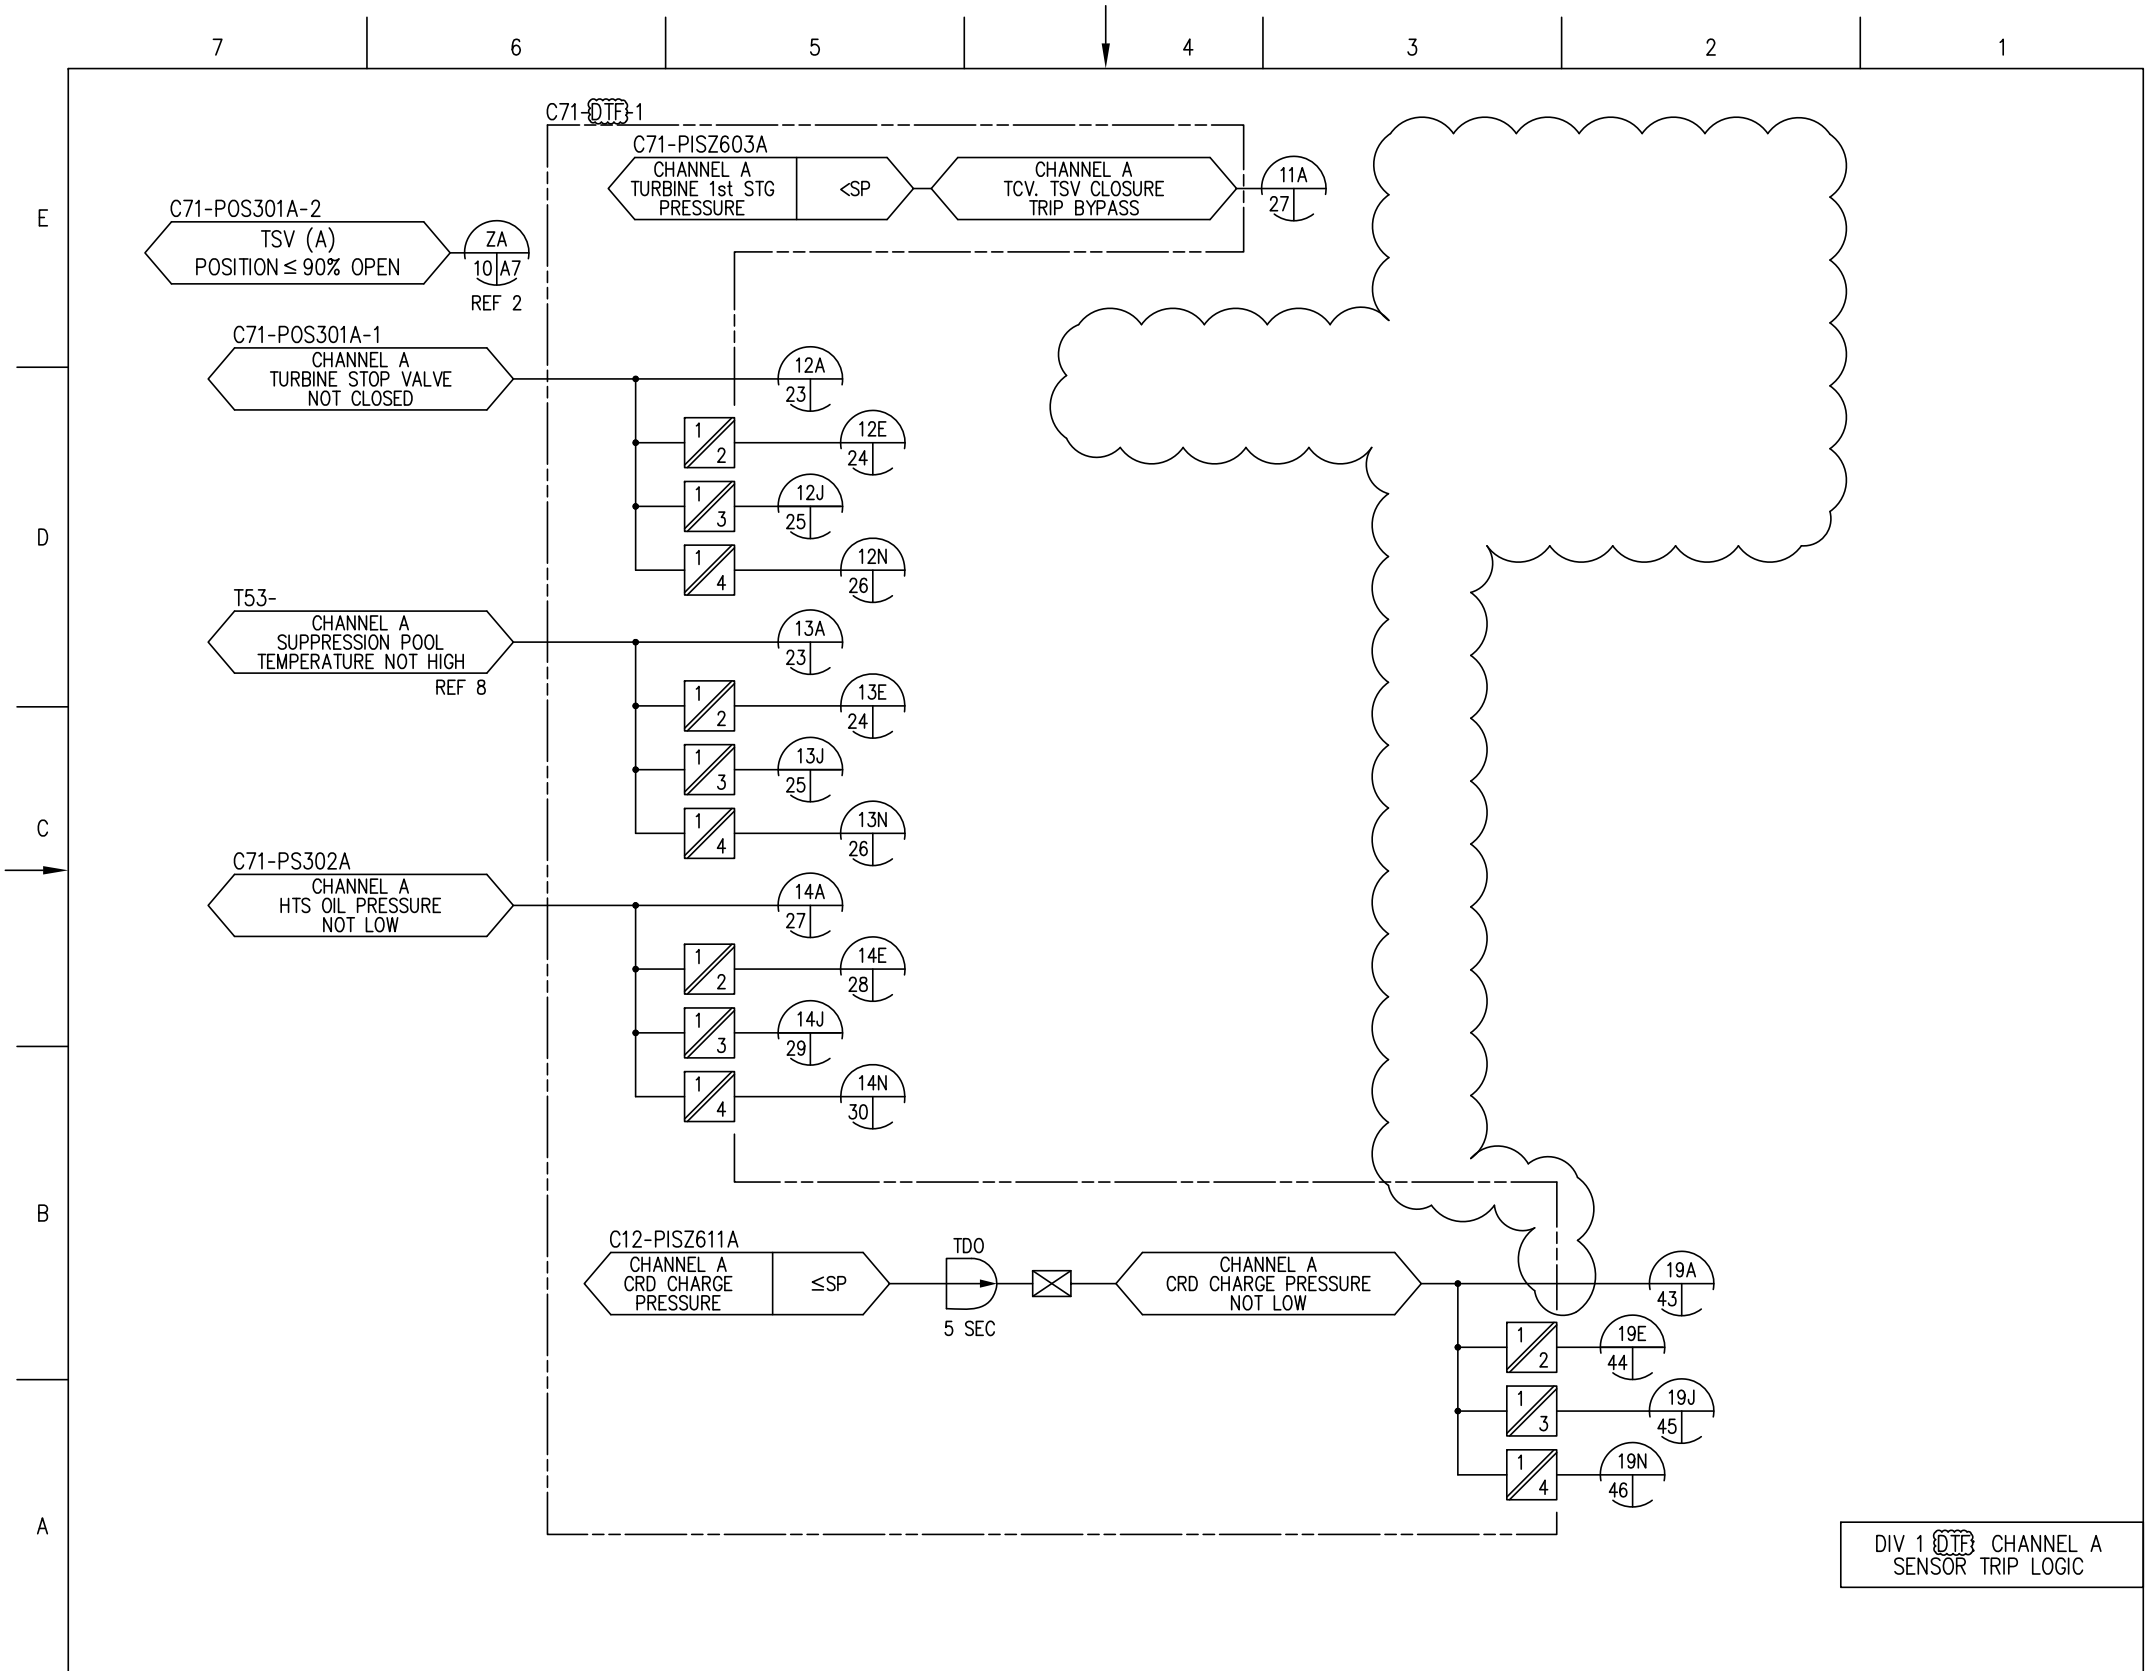 7 6 5 4 3 2 1
C71-DTF-1
C71-PISZ603A
CHANNEL A
TURBINE 1st STG
PRESSURE
<SP
CHANNEL A
TCV. TSV CLOSURE
TRIP BYPASS
11A
27
E
C71-POS301A-2
TSV (A)
POSITION ≤ 90% OPEN
ZA
10 A7
REF 2
C71-POS301A-1
CHANNEL A
TURBINE STOP VALVE
NOT CLOSED
12A
23
1
2
12E
24
1
3
12J
25
D
1
4
12N
26
T53-
CHANNEL A
SUPPRESSION POOL
TEMPERATURE NOT HIGH
REF 8
13A
23
1
2
13E
24
1
3
13J
25
C
1
4
13N
26
C71-PS302A
CHANNEL A
HTS OIL PRESSURE
NOT LOW
14A
27
1
2
14E
28
1
3
14J
29
1
4
14N
30
B
C12-PISZ611A
CHANNEL A
CRD CHARGE
PRESSURE
≤SP
TDO
5 SEC
CHANNEL A
CRD CHARGE PRESSURE
NOT LOW
19A
43
1
2
19E
44
1
3
19J
45
1
4
19N
46
A
DIV 1 DTF CHANNEL A
SENSOR TRIP LOGIC